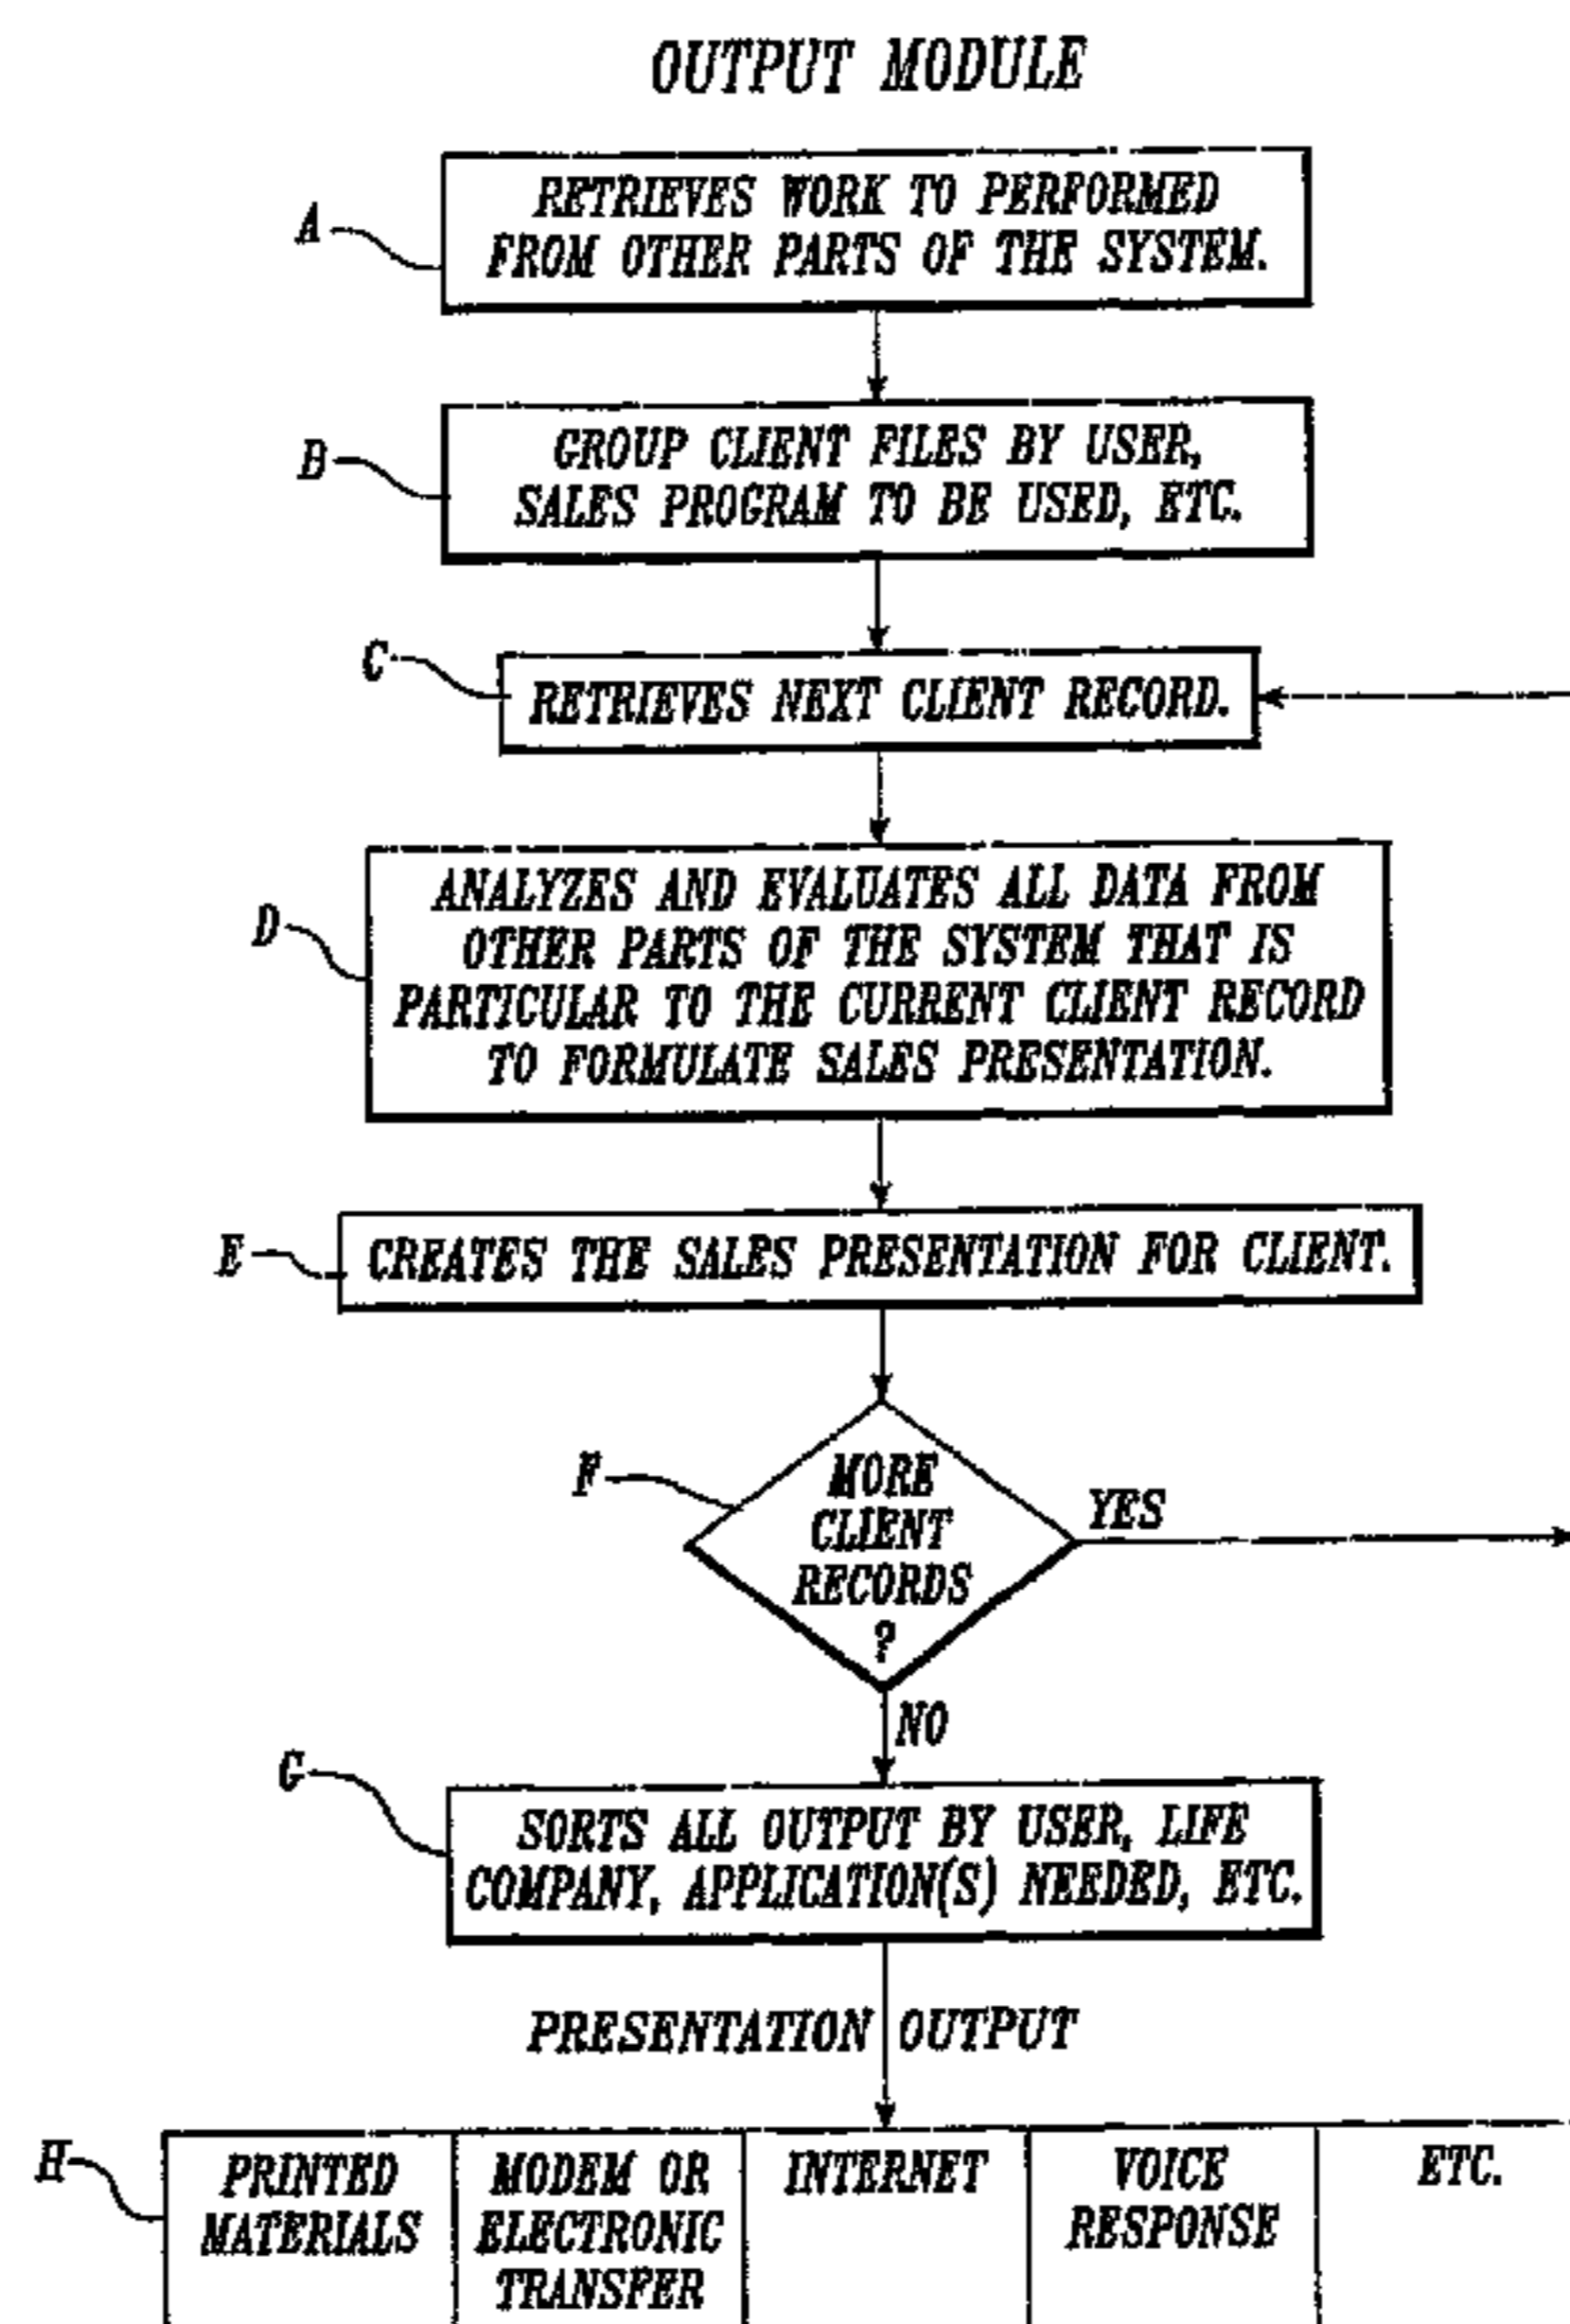 OUTPUT MODULE
A
RETRIEVES WORK TO PERFORMED
FROM OTHER PARTS OF THE SYSTEM.
B
GROUP CLIENT FILES BY USER,
SALES PROGRAM TO BE USED, ETC.
C
RETRIEVES NEXT CLIENT RECORD.
D
ANALYZES AND EVALUATES ALL DATA FROM
OTHER PARTS OF THE SYSTEM THAT IS
PARTICULAR TO THE CURRENT CLIENT RECORD
TO FORMULATE SALES PRESENTATION.
E
CREATES THE SALES PRESENTATION FOR CLIENT.
F
MORE
CLIENT
RECORDS
?
YES
NO
G
SORTS ALL OUTPUT BY USER, LIFE
COMPANY, APPLICATION(S) NEEDED, ETC.
PRESENTATION OUTPUT
H
PRINTED
MATERIALS
MODEM OR
ELECTRONIC
TRANSFER
INTERNET
VOICE
RESPONSE
ETC.